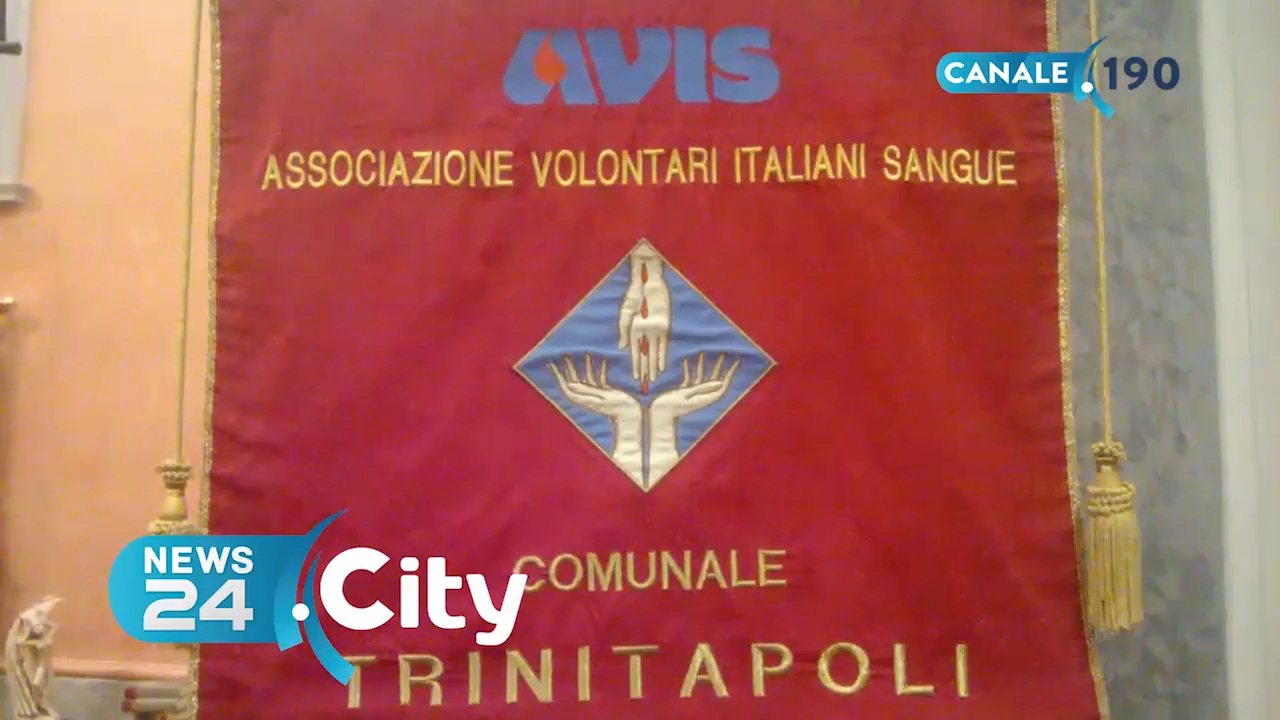 AVIS
CANALE 190
ASSOCIAZIONE VOLONTARI ITALIANI SANGUE
COMUNALE
NEWS
24 .City
TRINITAPOLI